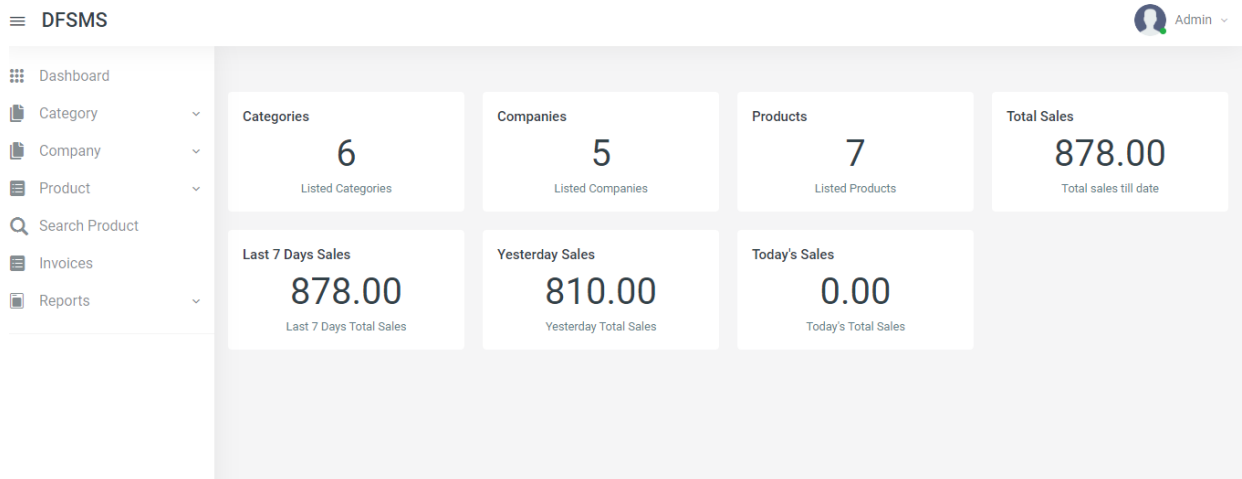 DFSMS
Admin
Dashboard
Category
Company
Product
Search Product
Invoices
Reports
Categories
6
Listed Categories
Companies
5
Listed Companies
Products
7
Listed Products
Total Sales
878.00
Total sales till date
Last 7 Days Sales
878.00
Last 7 Days Total Sales
Yesterday Sales
810.00
Yesterday Total Sales
Today's Sales
0.00
Today's Total Sales